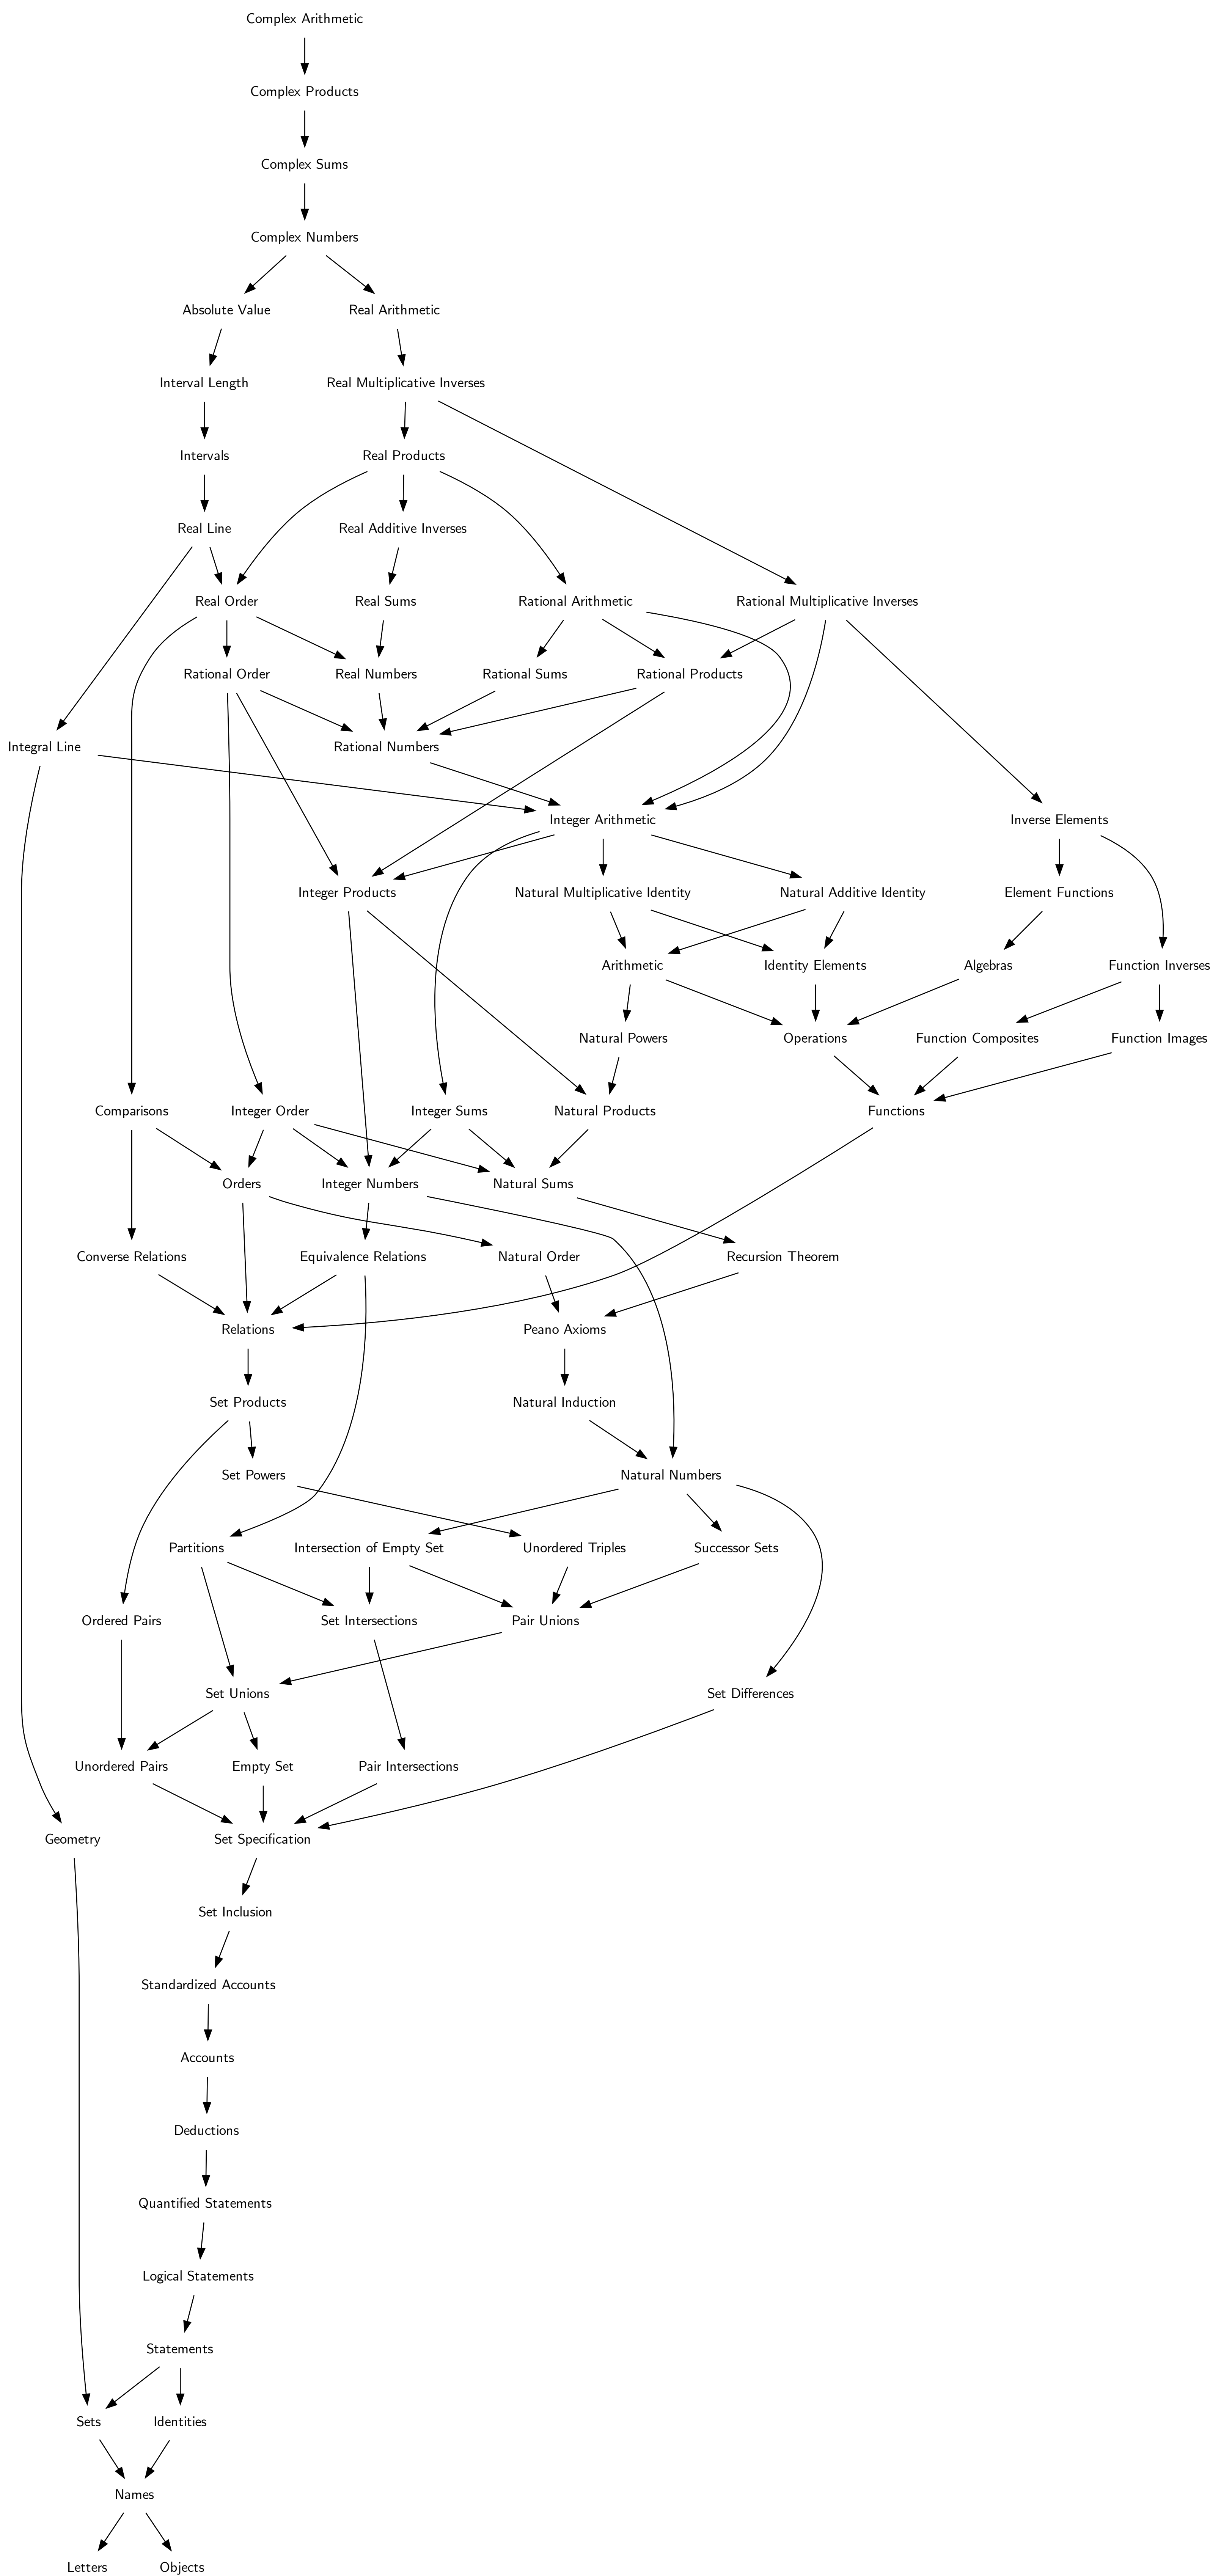 Complex Arithmetic
Complex Products
Complex Sums
Complex Numbers
Absolute Value
Real Arithmetic
Interval Length
Real Multiplicative Inverses
Intervals
Real Products
Real Line
Real Additive Inverses
Real Order
Real Sums
Rational Arithmetic
Rational Multiplicative Inverses
Rational Order
Real Numbers
Rational Sums
Rational Products
Integral Line
Rational Numbers
Integer Arithmetic
Inverse Elements
Integer Products
Natural Multiplicative Identity
Natural Additive Identity
Element Functions
Arithmetic
Identity Elements
Algebras
Function Inverses
Natural Powers
Operations
Function Composites
Function Images
Comparisons
Integer Order
Integer Sums
Natural Products
Functions
Orders
Integer Numbers
Natural Sums
Converse Relations
Equivalence Relations
Natural Order
Recursion Theorem
Relations
Peano Axioms
Set Products
Natural Induction
Set Powers
Natural Numbers
Partitions
Intersection of Empty Set
Unordered Triples
Successor Sets
Ordered Pairs
Set Intersections
Pair Unions
Set Unions
Set Differences
Unordered Pairs
Empty Set
Pair Intersections
Geometry
Set Specification
Set Inclusion
Standardized Accounts
Accounts
Deductions
Quantified Statements
Logical Statements
Statements
Sets
Identities
Names
Letters
Objects